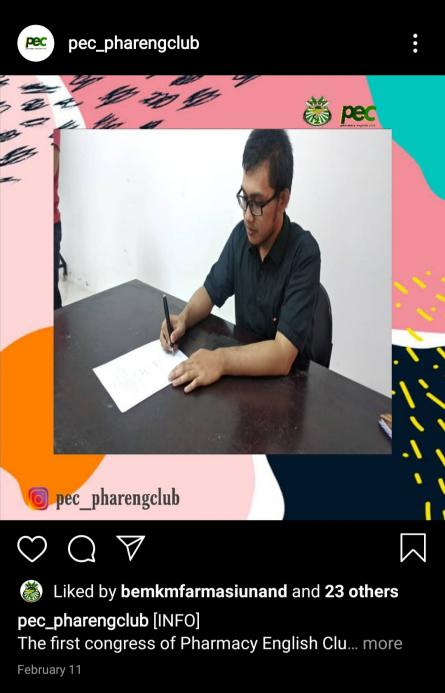 pec
pec_pharengclub
pec
pec_pharengclub
Liked by bemkmfarmasiunand and 23 others
pec_pharengclub [INFO]
The first congress of Pharmacy English Clu... more
February 11